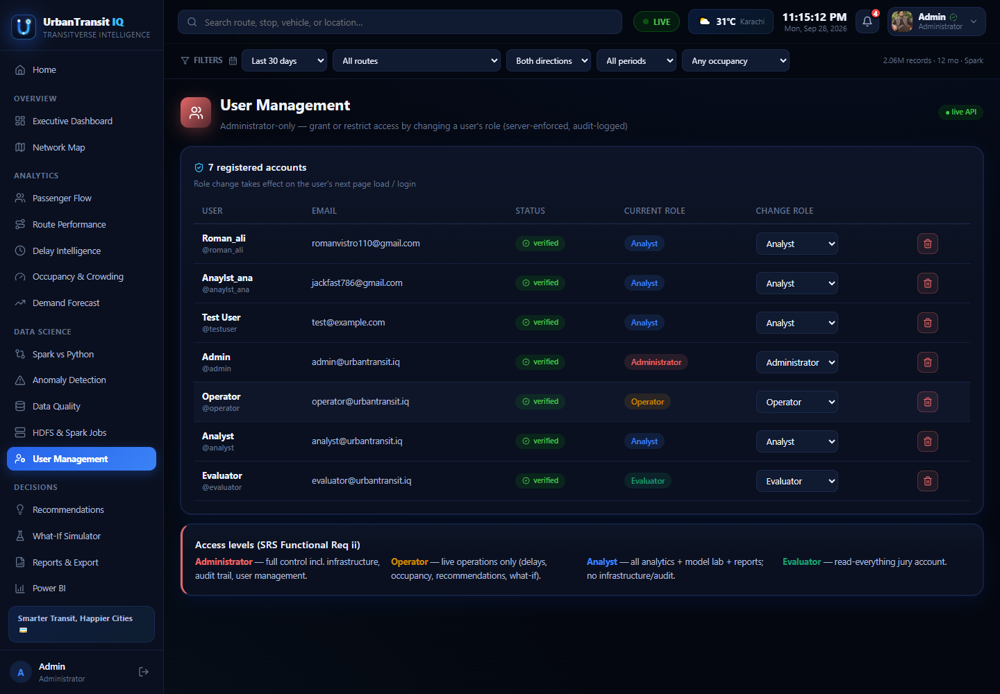 UrbanTransit IQ
TRANSITVERSE INTELLIGENCE
Search route, stop, vehicle, or location...
LIVE
31°C Karachi
11:15:12 PM
Mon, Sep 28, 2026
4
Admin
Administrator
FILTERS
Last 30 days
All routes
Both directions
All periods
Any occupancy
2.06M records · 12 mo · Spark
Home
OVERVIEW
Executive Dashboard
Network Map
ANALYTICS
Passenger Flow
Route Performance
Delay Intelligence
Occupancy & Crowding
Demand Forecast
DATA SCIENCE
Spark vs Python
Anomaly Detection
Data Quality
HDFS & Spark Jobs
User Management
DECISIONS
Recommendations
What-If Simulator
Reports & Export
Power BI
Smarter Transit, Happier Cities
A
Admin
Administrator
User Management
Administrator-only — grant or restrict access by changing a user's role (server-enforced, audit-logged)
● live API
7 registered accounts
Role change takes effect on the user's next page load / login
USER EMAIL STATUS CURRENT ROLE CHANGE ROLE
Roman_ali
@roman_ali
romanvistro110@gmail.com verified Analyst Analyst
Anaylst_ana
@anaylst_ana
jackfast786@gmail.com verified Analyst Analyst
Test User
@testuser
test@example.com verified Analyst Analyst
Admin
@admin
admin@urbantransit.iq verified Administrator Administrator
Operator
@operator
operator@urbantransit.iq verified Operator Operator
Analyst
@analyst
analyst@urbantransit.iq verified Analyst Analyst
Evaluator
@evaluator
evaluator@urbantransit.iq verified Evaluator Evaluator
Access levels (SRS Functional Req ii)
Administrator — full control incl. infrastructure,
audit trail, user management.
Operator — live operations only (delays,
occupancy, recommendations, what-if).
Analyst — all analytics + model lab + reports;
no infrastructure/audit.
Evaluator — read-everything jury account.